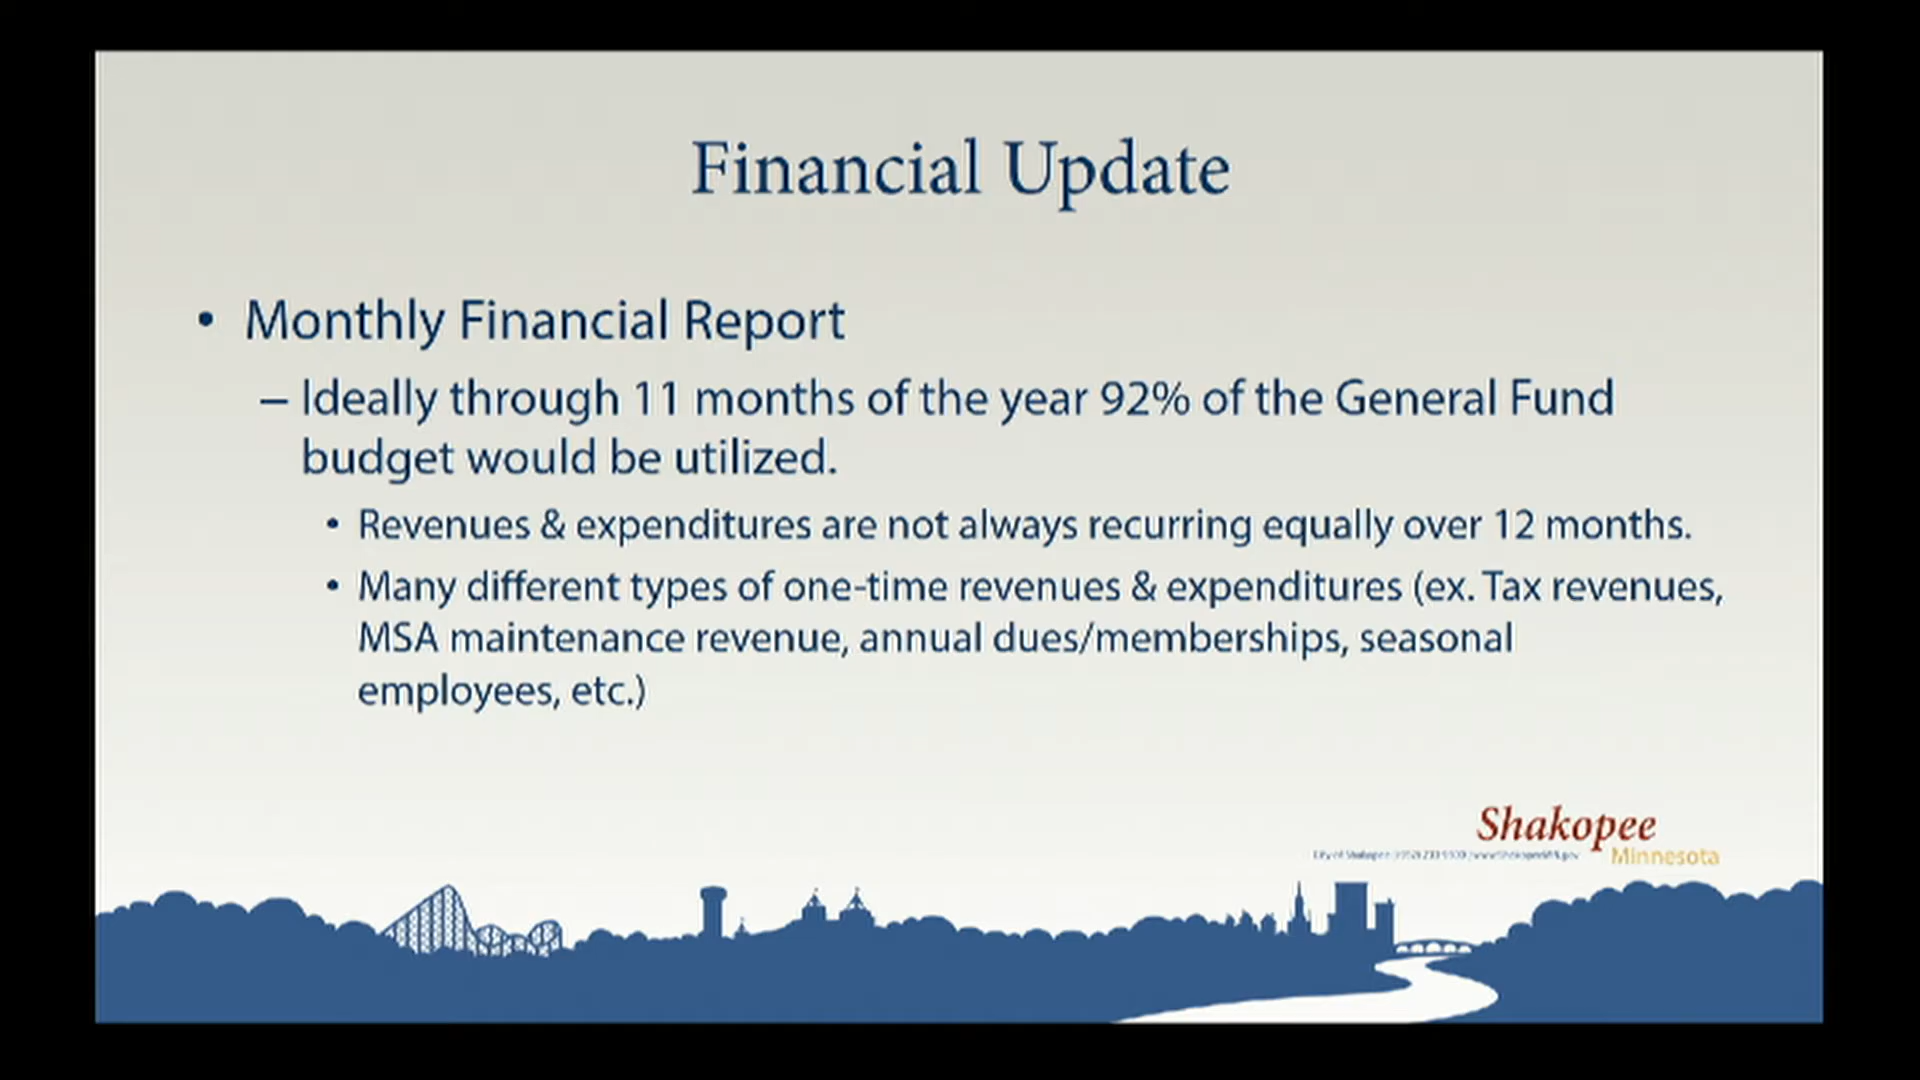 Financial Update
• Monthly Financial Report
– Ideally through 11 months of the year 92% of the General Fund
budget would be utilized.
• Revenues & expenditures are not always recurring equally over 12 months.
• Many different types of one-time revenues & expenditures (ex. Tax revenues,
MSA maintenance revenue, annual dues/memberships, seasonal
employees, etc.)
Shakopee
Minnesota